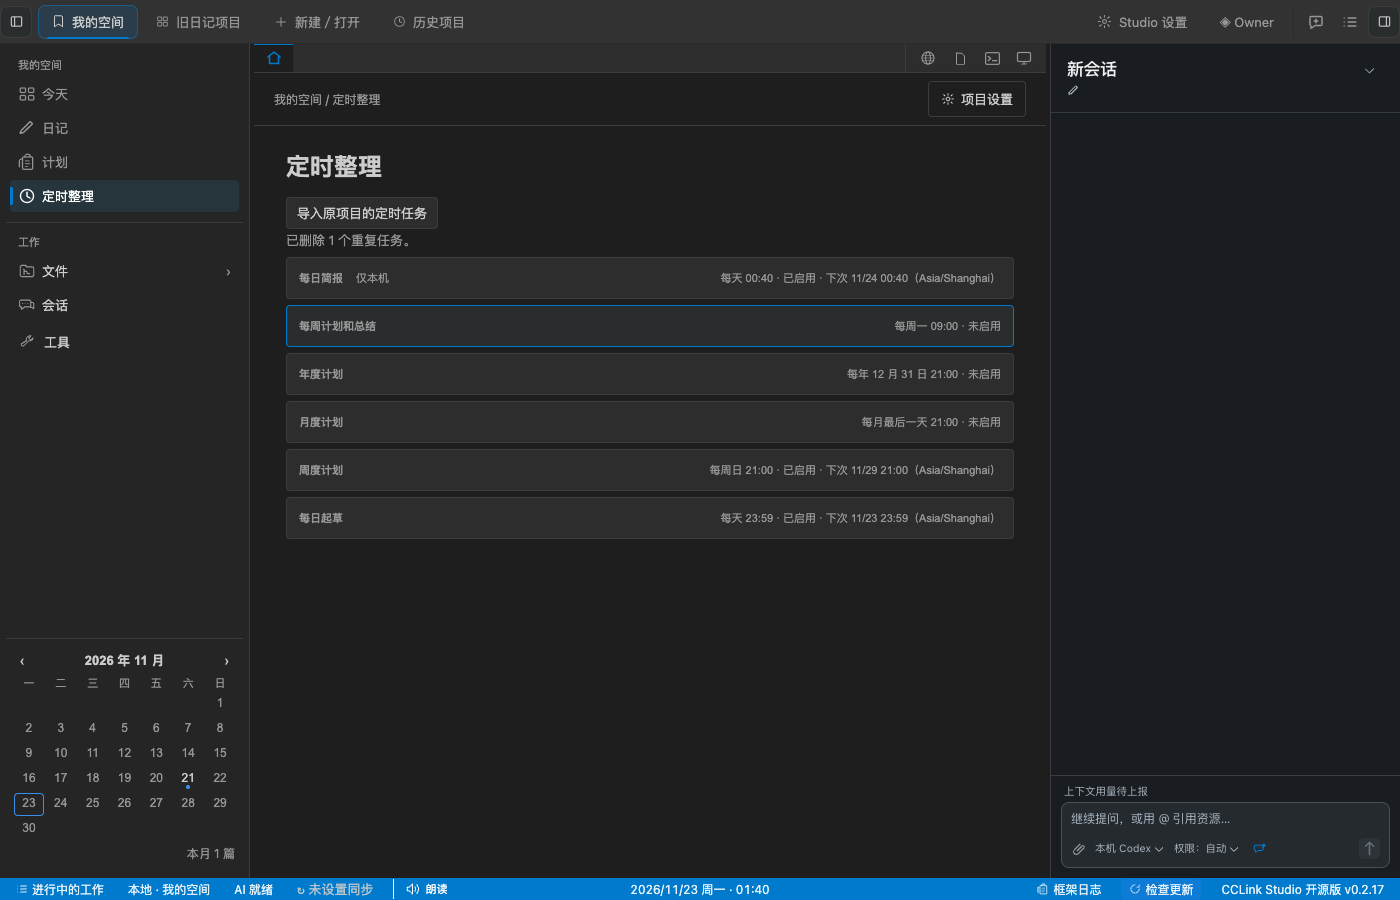 我的空间
旧日记项目
新建 / 打开
历史项目
Studio 设置
Owner
我的空间
今天
日记
计划
定时整理
工作
文件
会话
工具
2026 年 11 月
一 二 三 四 五 六 日
1
2 3 4 5 6 7 8
9 10 11 12 13 14 15
16 17 18 19 20 21 22
23 24 25 26 27 28 29
30
本月 1 篇
我的空间 / 定时整理
项目设置
定时整理
导入原项目的定时任务
已删除 1 个重复任务。
每日简报 仅本机 每天 00:40 · 已启用 · 下次 11/24 00:40（Asia/Shanghai）
每周计划和总结 每周一 09:00 · 未启用
年度计划 每年 12 月 31 日 21:00 · 未启用
月度计划 每月最后一天 21:00 · 未启用
周度计划 每周日 21:00 · 已启用 · 下次 11/29 21:00（Asia/Shanghai）
每日起草 每天 23:59 · 已启用 · 下次 11/23 23:59（Asia/Shanghai）
新会话
上下文用量待上报
继续提问，或用 @ 引用资源...
本机 Codex 权限：自动
进行中的工作
本地 · 我的空间
AI 就绪
未设置同步
朗读
2026/11/23 周一 · 01:40
框架日志
检查更新
CCLink Studio 开源版 v0.2.17